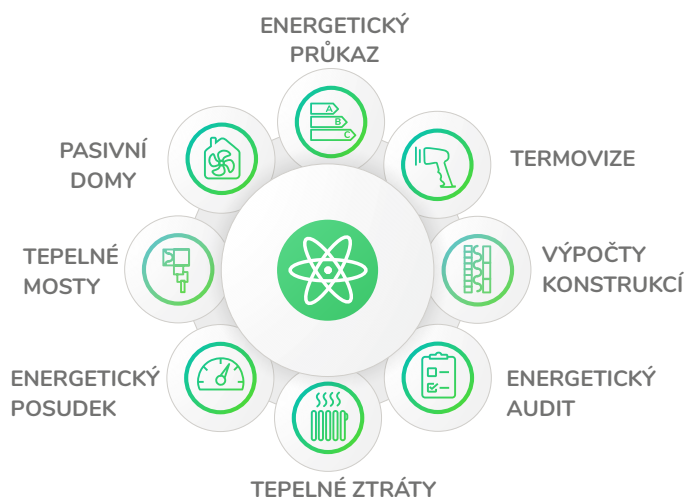 ENERGETICKÝ
PRŮKAZ
A
B
C
PASIVNÍ
DOMY
TERMOVIZE
TEPELNÉ
MOSTY
VÝPOČTY
KONSTRUKCÍ
ENERGETICKÝ
POSUDEK
ENERGETICKÝ
AUDIT
TEPELNÉ ZTRÁTY